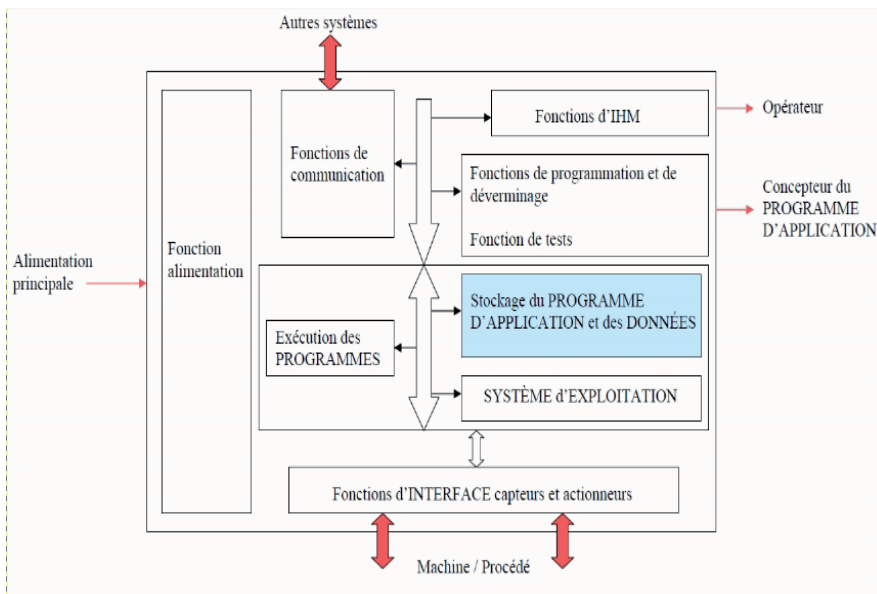 Autres systèmes
Fonctions d'IHM
Opérateur
Fonctions de
communication
Fonctions de programmation et de
déverminage
Fonction de tests
Concepteur du
PROGRAMME
D'APPLICATION
Alimentation
principale
Fonction
alimentation
Exécution des
PROGRAMMES
Stockage du PROGRAMME
D'APPLICATION et des DONNÉES
SYSTÈME d'EXPLOITATION
Fonctions d'INTERFACE capteurs et actionneurs
Machine / Procédé